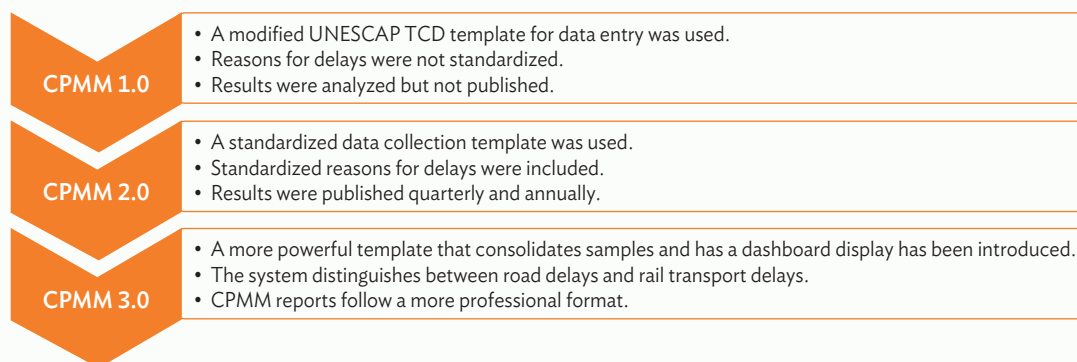 CPMM 1.0
• A modified UNESCAP TCD template for data entry was used.
• Reasons for delays were not standardized.
• Results were analyzed but not published.
CPMM 2.0
• A standardized data collection template was used.
• Standardized reasons for delays were included.
• Results were published quarterly and annually.
CPMM 3.0
• A more powerful template that consolidates samples and has a dashboard display has been introduced.
• The system distinguishes between road delays and rail transport delays.
• CPMM reports follow a more professional format.